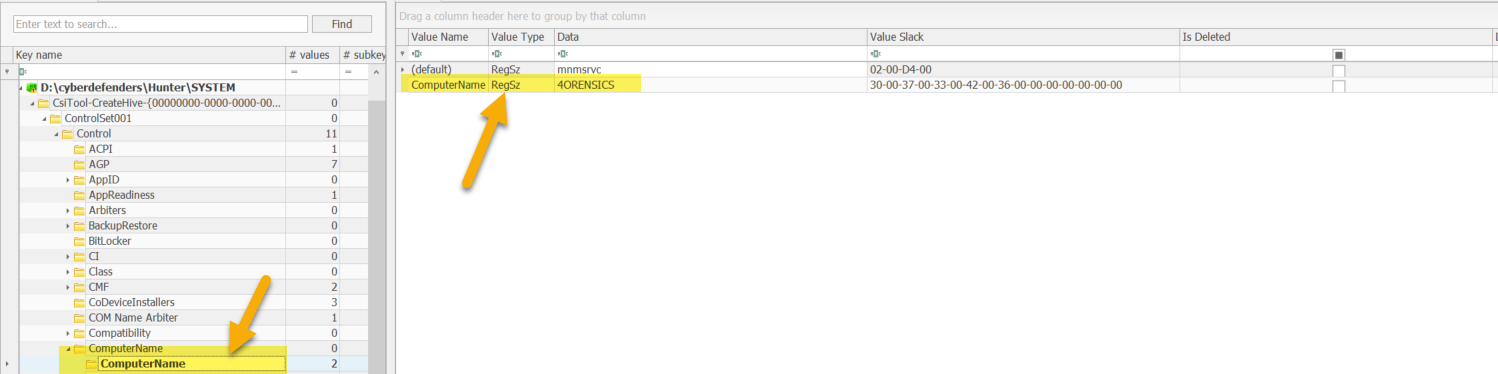 Enter text to search...
Find
Key name # values # subkey
= =
D:\cyberdefenders\Hunter\SYSTEM
CsiTool-CreateHive-{00000000-0000-0000-00... 0
ControlSet001 0
Control 11
ACPI 1
AGP 7
AppID 0
AppReadiness 1
Arbiters 0
BackupRestore 0
BitLocker 0
CI 0
Class 0
CMF 2
CoDeviceInstallers 3
COM Name Arbiter 1
Compatibility 0
ComputerName 0
ComputerName 2
Drag a column header here to group by that column
Value Name Value Type Data Value Slack Is Deleted D
(default) RegSz mnmsrvc 02-00-D4-00
ComputerName RegSz 4ORENSICS 30-00-37-00-33-00-42-00-36-00-00-00-00-00-00-00